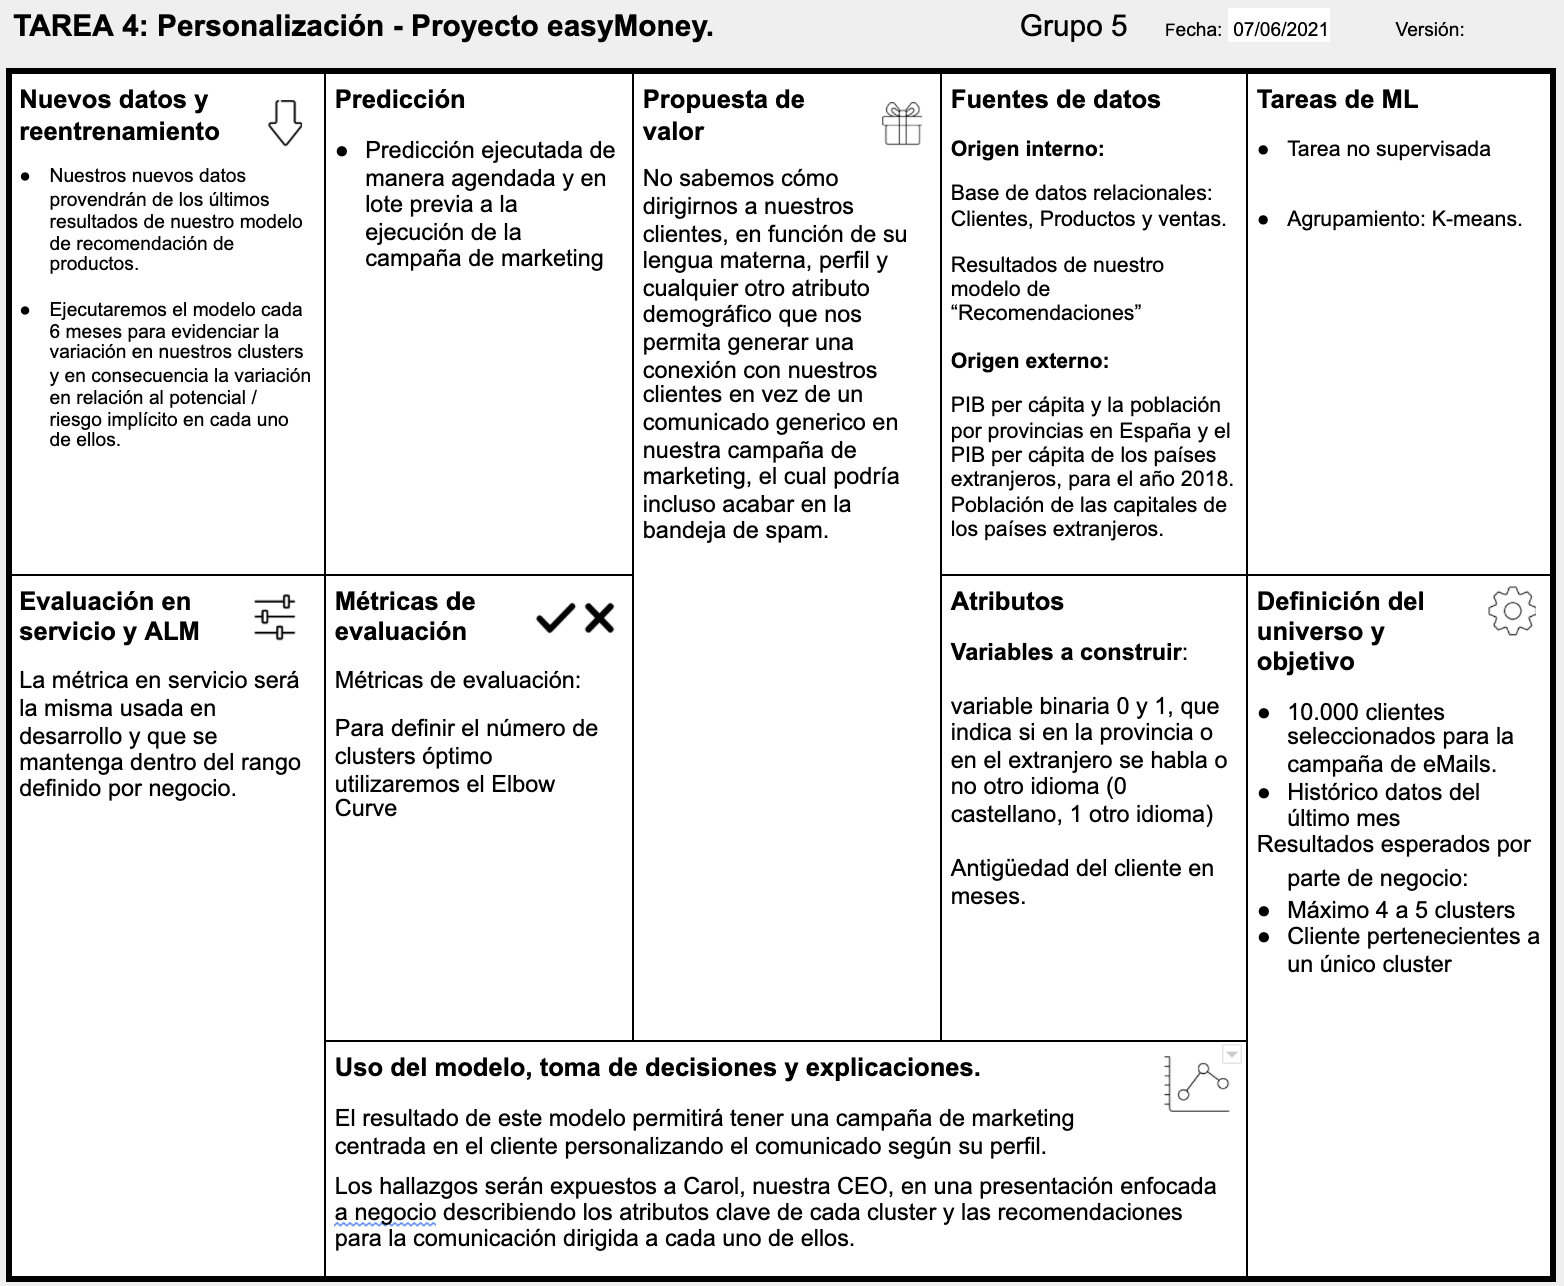 TAREA 4: Personalización - Proyecto easyMoney.
Grupo 5
Fecha: 07/06/2021
Versión:
Nuevos datos y
reentrenamiento
● Nuestros nuevos datos
provendrán de los últimos
resultados de nuestro modelo
de recomendación de
productos.
● Ejecutaremos el modelo cada
6 meses para evidenciar la
variación en nuestros clusters
y en consecuencia la variación
en relación al potencial /
riesgo implícito en cada uno
de ellos.
Predicción
● Predicción ejecutada de
manera agendada y en
lote previa a la
ejecución de la
campaña de marketing
Propuesta de
valor
No sabemos cómo
dirigirnos a nuestros
clientes, en función de su
lengua materna, perfil y
cualquier otro atributo
demográfico que nos
permita generar una
conexión con nuestros
clientes en vez de un
comunicado generico en
nuestra campaña de
marketing, el cual podría
incluso acabar en la
bandeja de spam.
Fuentes de datos
Origen interno:
Base de datos relacionales:
Clientes, Productos y ventas.
Resultados de nuestro
modelo de
“Recomendaciones”
Origen externo:
PIB per cápita y la población
por provincias en España y el
PIB per cápita de los países
extranjeros, para el año 2018.
Población de las capitales de
los países extranjeros.
Tareas de ML
● Tarea no supervisada
● Agrupamiento: K-means.
Evaluación en
servicio y ALM
La métrica en servicio será
la misma usada en
desarrollo y que se
mantenga dentro del rango
definido por negocio.
Métricas de
evaluación
Métricas de evaluación:
Para definir el número de
clusters óptimo
utilizaremos el Elbow
Curve
Atributos
Variables a construir:
variable binaria 0 y 1, que
indica si en la provincia o
en el extranjero se habla o
no otro idioma (0
castellano, 1 otro idioma)
Antigüedad del cliente en
meses.
Definición del
universo y
objetivo
● 10.000 clientes
seleccionados para la
campaña de eMails.
● Histórico datos del
último mes
Resultados esperados por
parte de negocio:
● Máximo 4 a 5 clusters
● Cliente pertenecientes a
un único cluster
Uso del modelo, toma de decisiones y explicaciones.
El resultado de este modelo permitirá tener una campaña de marketing
centrada en el cliente personalizando el comunicado según su perfil.
Los hallazgos serán expuestos a Carol, nuestra CEO, en una presentación enfocada
a negocio describiendo los atributos clave de cada cluster y las recomendaciones
para la comunicación dirigida a cada uno de ellos.